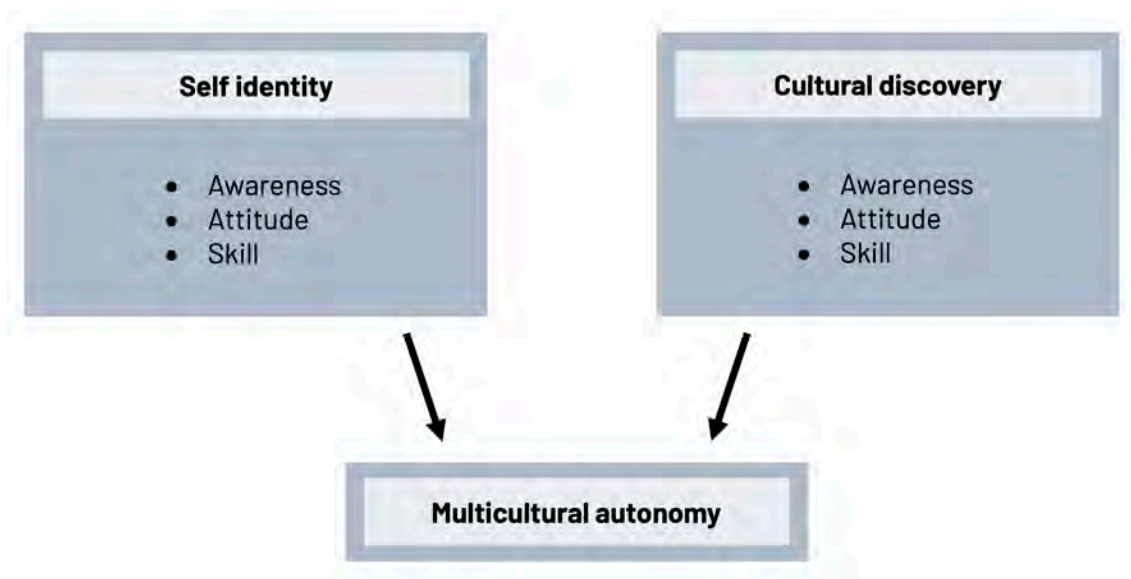 Self identity
• Awareness
• Attitude
• Skill
Cultural discovery
• Awareness
• Attitude
• Skill
Multicultural autonomy